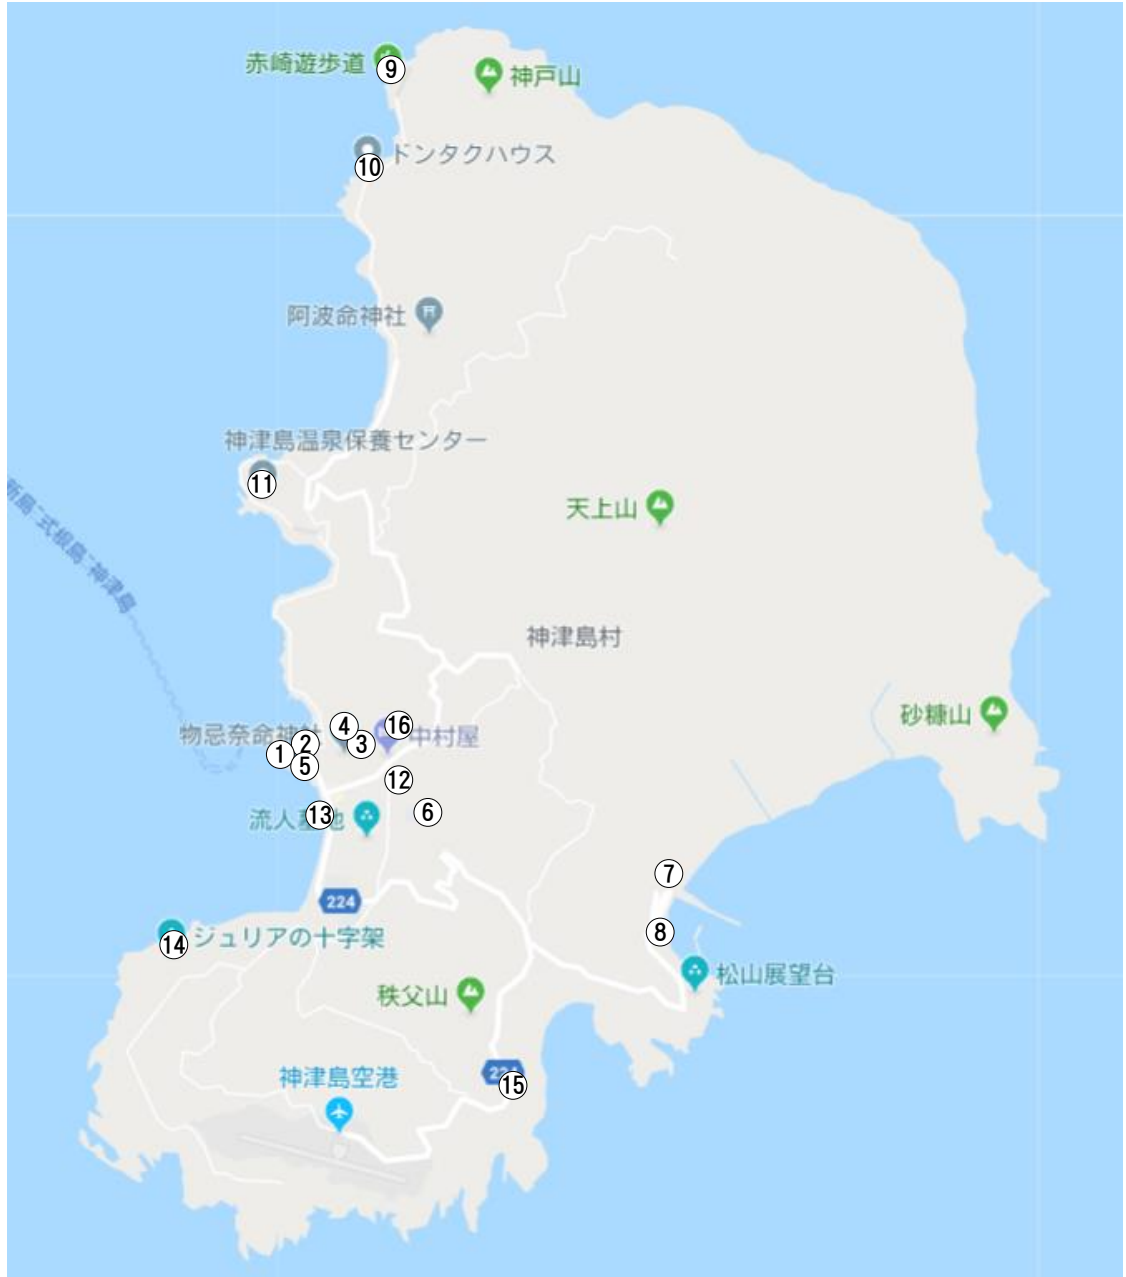 赤崎遊歩道
⑨
神戸山
⑩
ドンタクハウス
阿波命神社
神津島温泉保養センター
⑪
天上山
新島-式根島-神津島
神津島村
砂糠山
物忌奈命神社
④
⑯
①
②
③
中村屋
⑤
⑫
⑥
⑬
流人墓地
⑦
224
⑧
⑭
ジュリアの十字架
松山展望台
秩父山
神津島空港
224
⑮